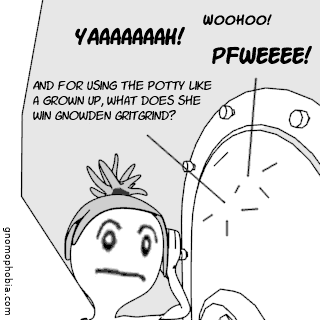 YAAAAAAAH!
WOOHOO!
PFWEEEE!
AND FOR USING THE POTTY LIKE
A GROWN UP, WHAT DOES SHE
WIN GNOWDEN GRITGRIND?
gnomophobia.com